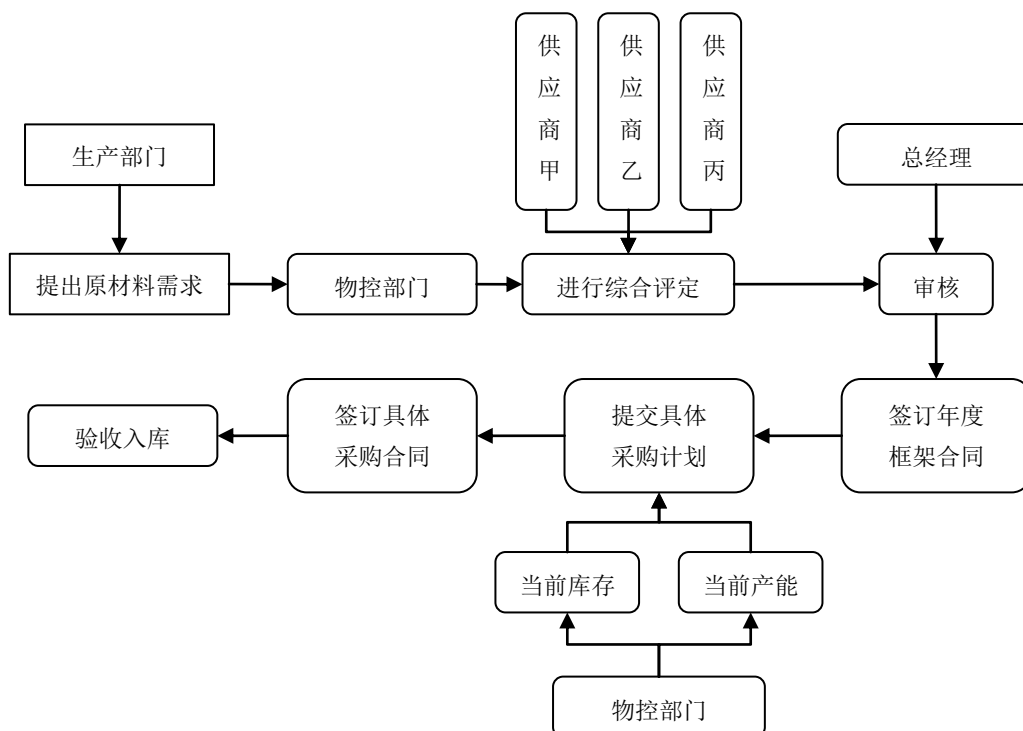 供应商甲
供应商乙
供应商丙
生产部门
总经理
提出原材料需求
物控部门
进行综合评定
审核
验收入库
签订具体
采购合同
提交具体
采购计划
签订年度
框架合同
当前库存
当前产能
物控部门